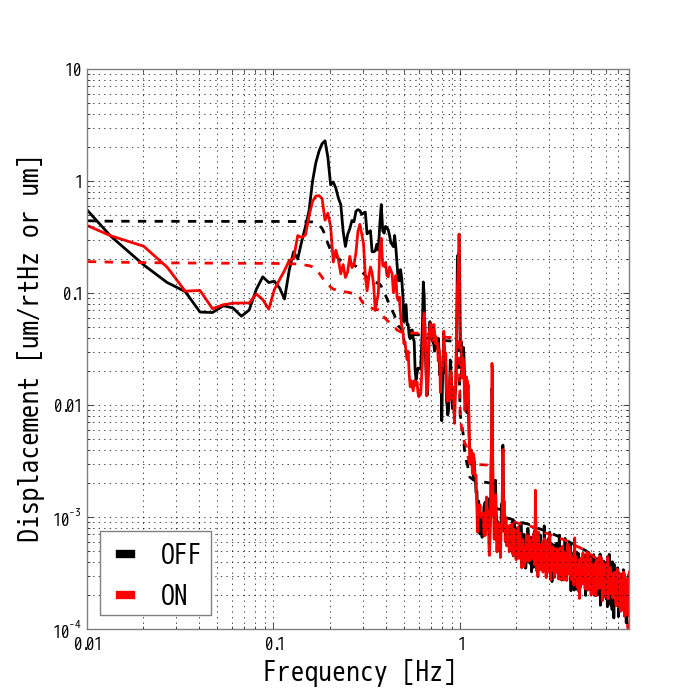 10
1
0.1
0.01
10-3
10-4
Displacement [um/rtHz or um]
OFF
ON
0.01 0.1 1
Frequency [Hz]